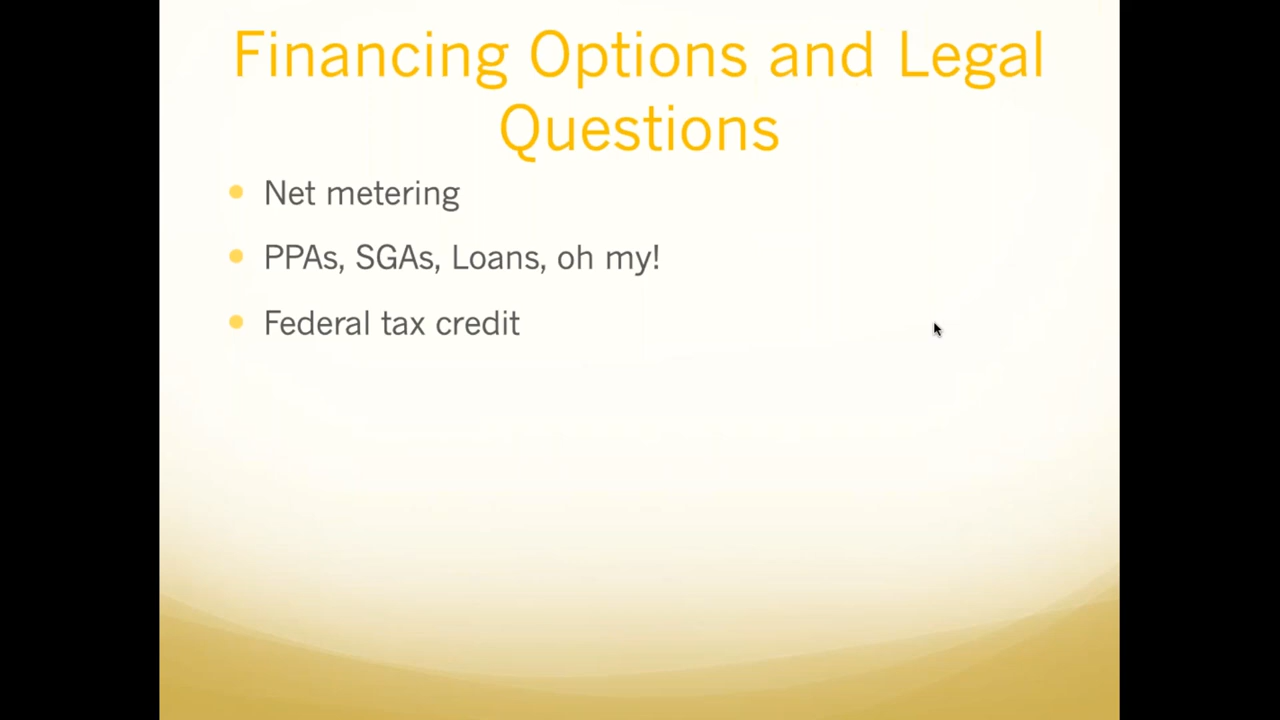 Financing Options and Legal
Questions
Net metering
PPAs, SGAs, Loans, oh my!
Federal tax credit